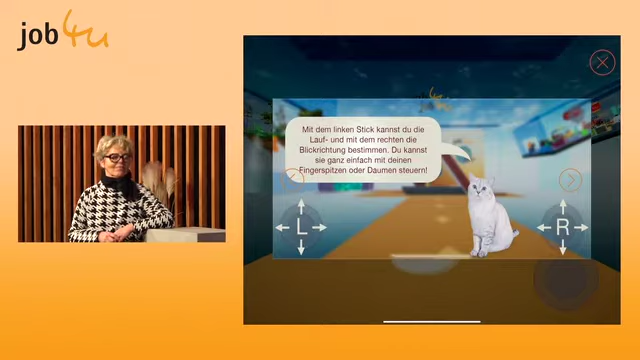 job4u
Mit dem linken Stick kannst du die
Lauf- und mit dem rechten die
Blickrichtung bestimmen. Du kannst
sie ganz einfach mit deinen
Fingerspitzen oder Daumen steuern!
L
R